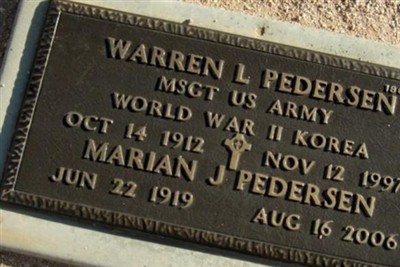 WARREN L PEDERSEN
MSGT US ARMY
WORLD WAR II KOREA
OCT 14 1912 NOV 12 1997
MARIAN J PEDERSEN
JUN 22 1919 AUG 16 2006